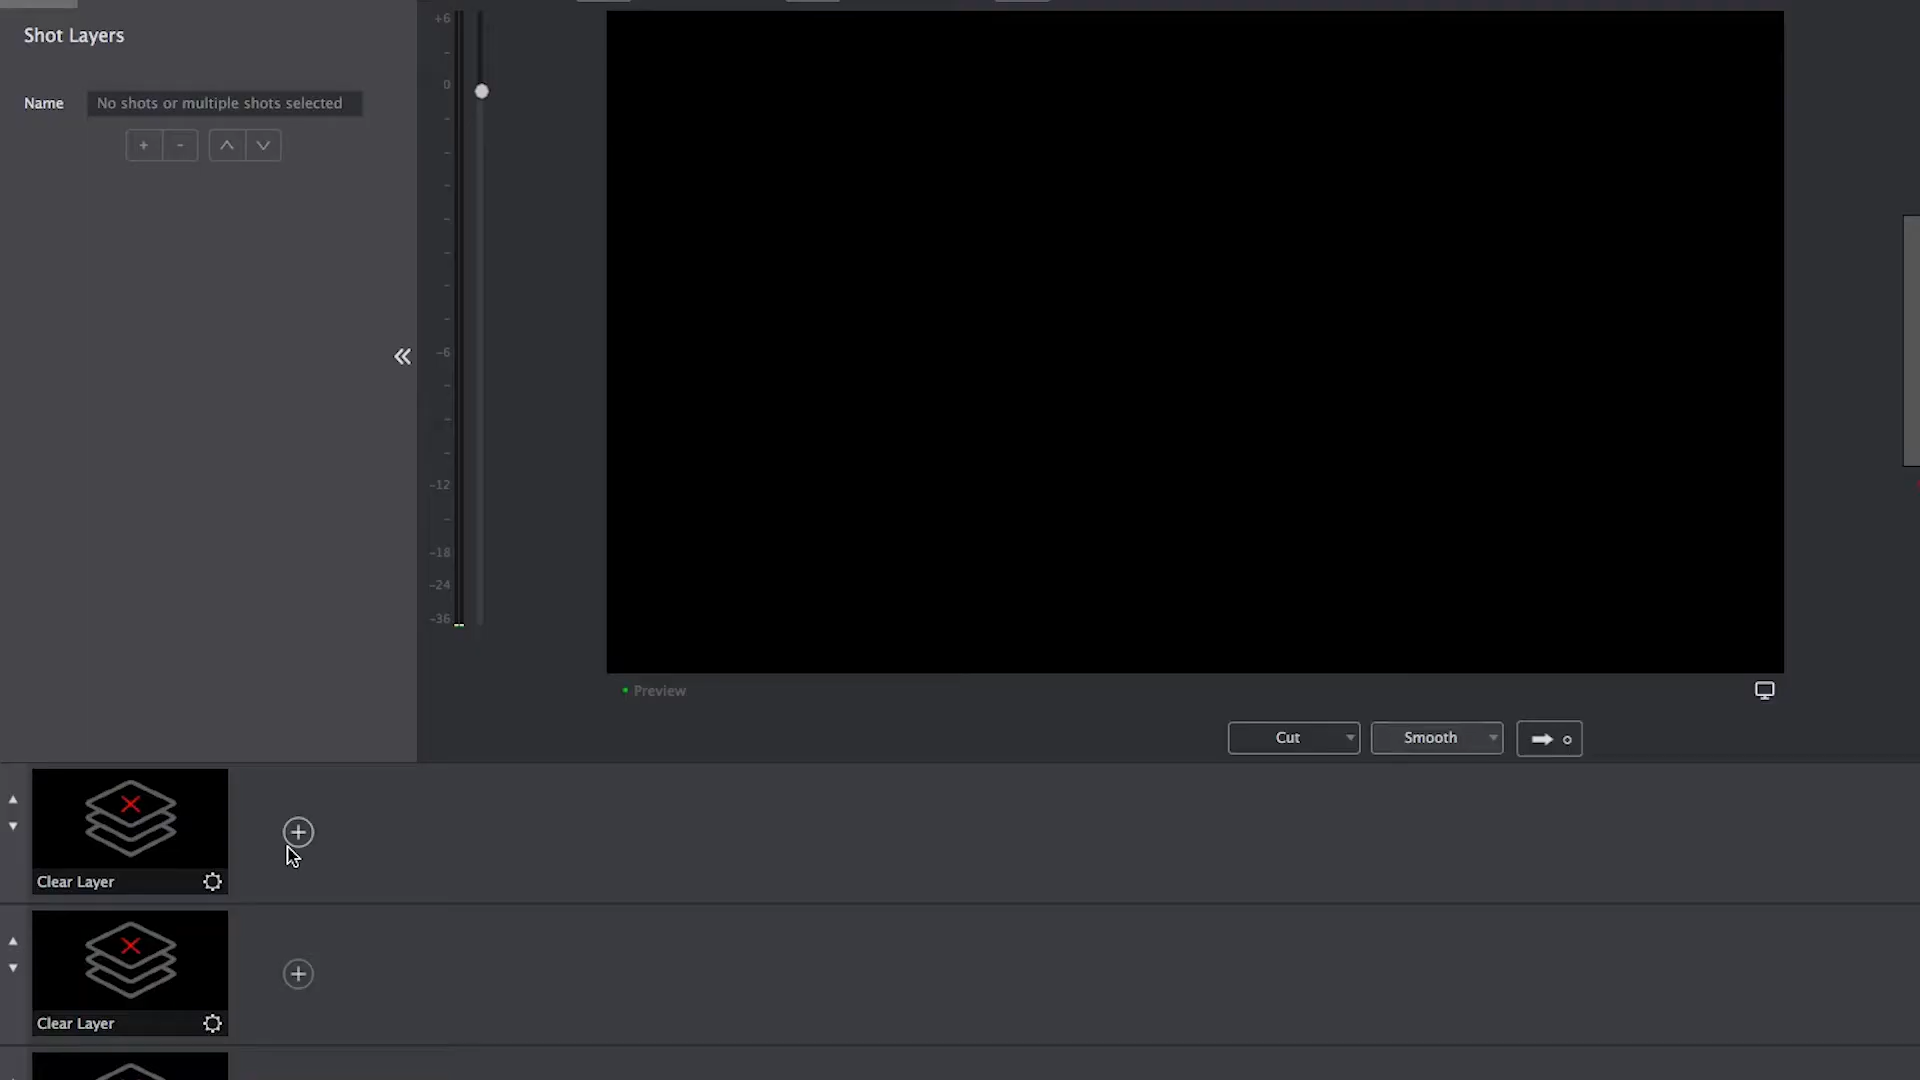 Shot Layers
Name
No shots or multiple shots selected
+ -
+6
0
-6
-12
-18
-24
-36
Preview
Cut
Smooth
Clear Layer
Clear Layer